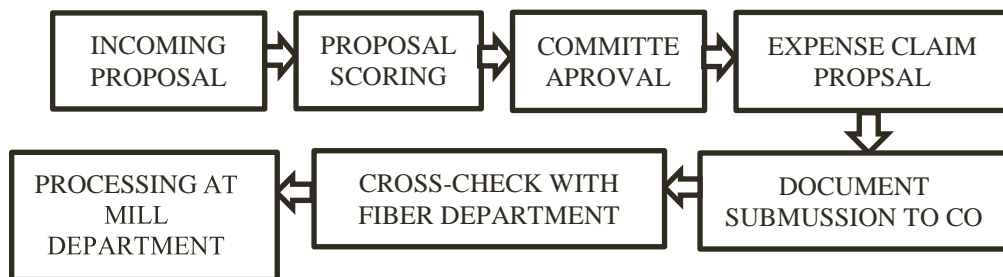 INCOMING
PROPOSAL
PROPOSAL
SCORING
COMMITTE
APROVAL
EXPENSE CLAIM
PROPSAL
DOCUMENT
SUBMUSSION TO CO
CROSS-CHECK WITH
FIBER DEPARTMENT
PROCESSING AT
MILL
DEPARTMENT